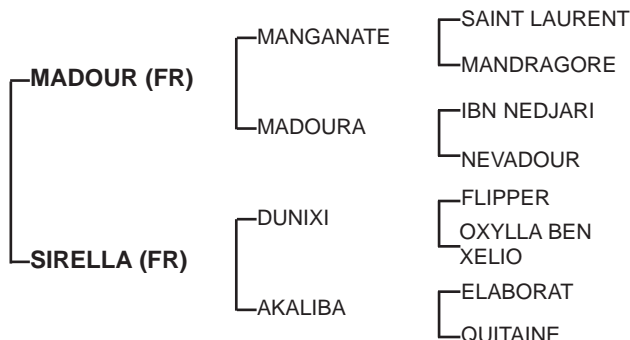 SAINT LAURENT
MANGANATE
MANDRAGORE
MADOUR (FR)
IBN NEDJARI
MADOURA
NEVADOUR
FLIPPER
DUNIXI
OXYLLA BEN
XELIO
SIRELLA (FR)
ELABORAT
AKALIBA
QUITAINE